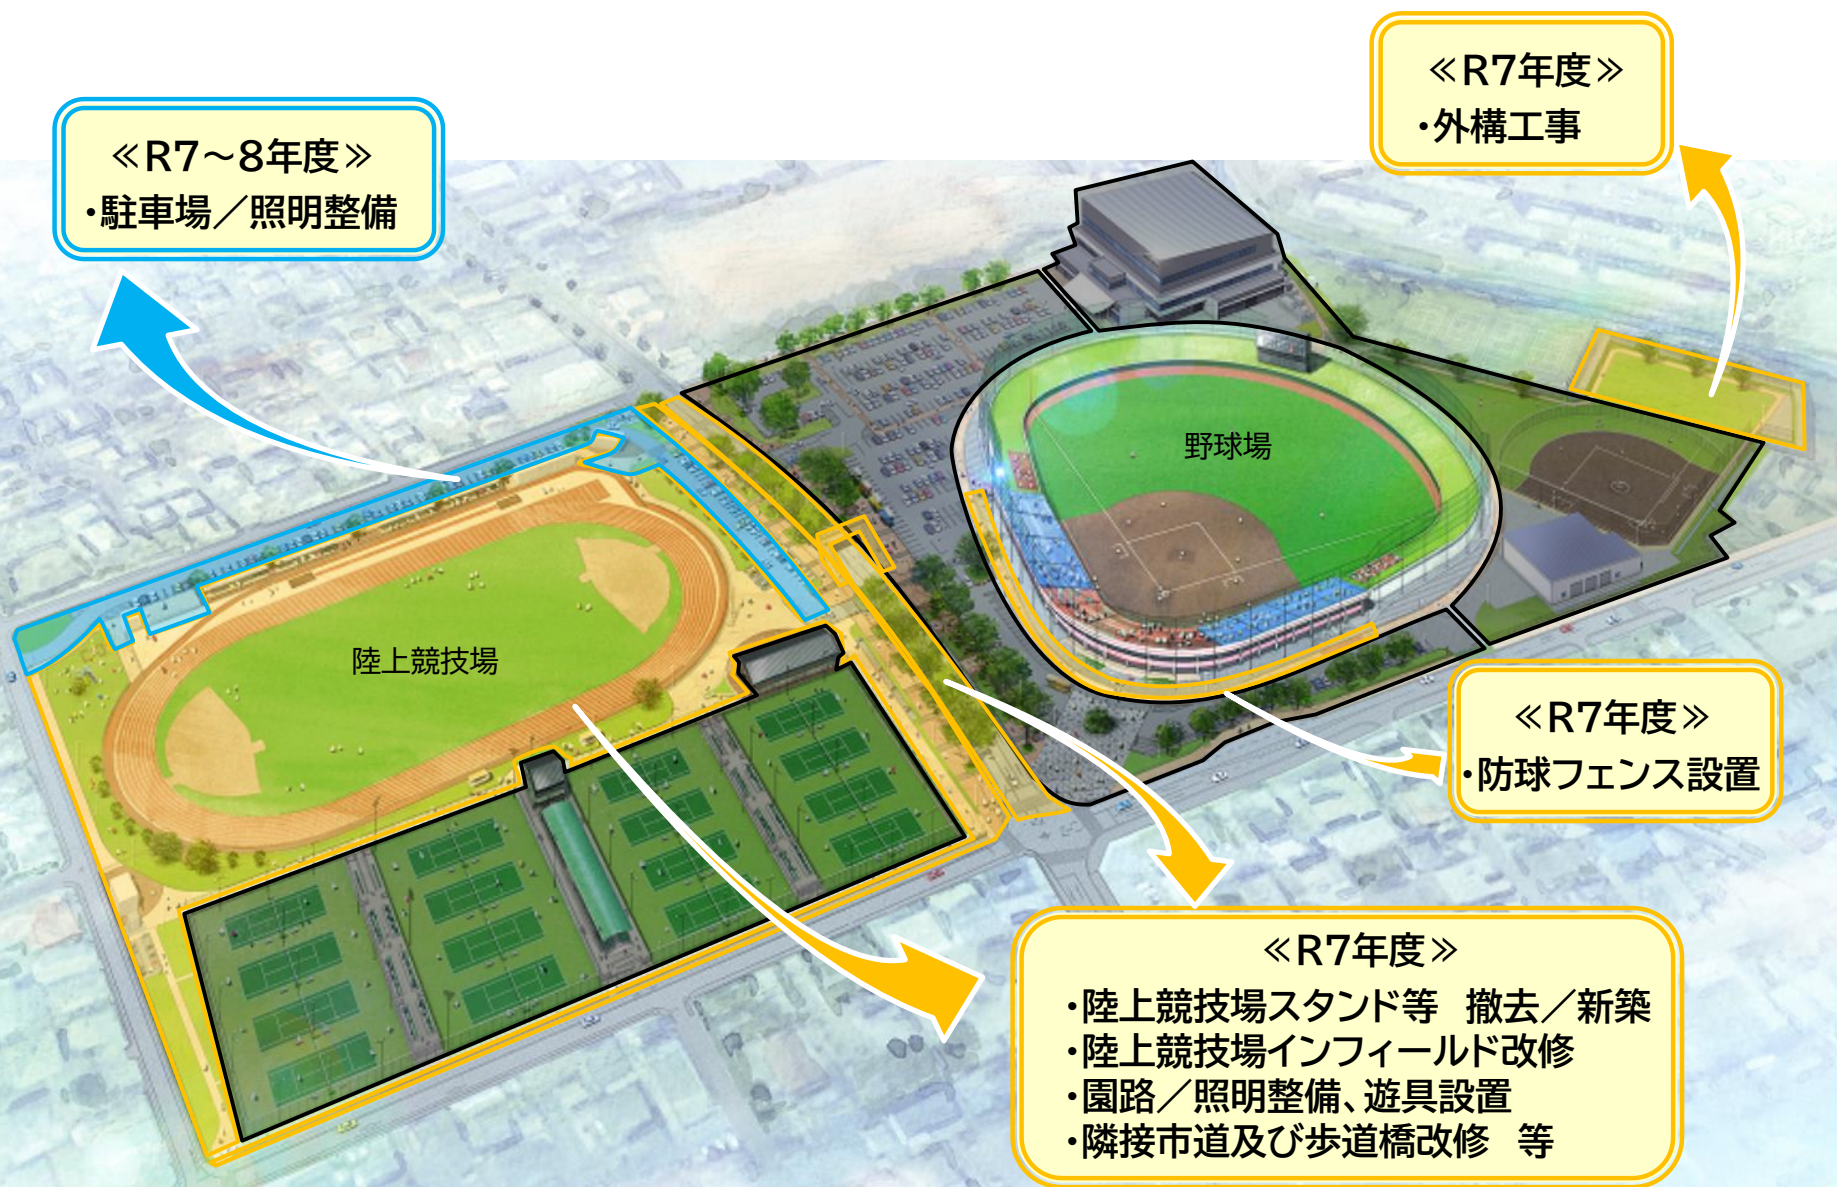 ≪R7年度≫
・外構工事
≪R7～8年度≫
・駐車場／照明整備
野球場
陸上競技場
≪R7年度≫
・防球フェンス設置
≪R7年度≫
・陸上競技場スタンド等　撤去／新築
・陸上競技場インフィールド改修
・園路／照明整備、遊具設置
・隣接市道及び歩道橋改修　等